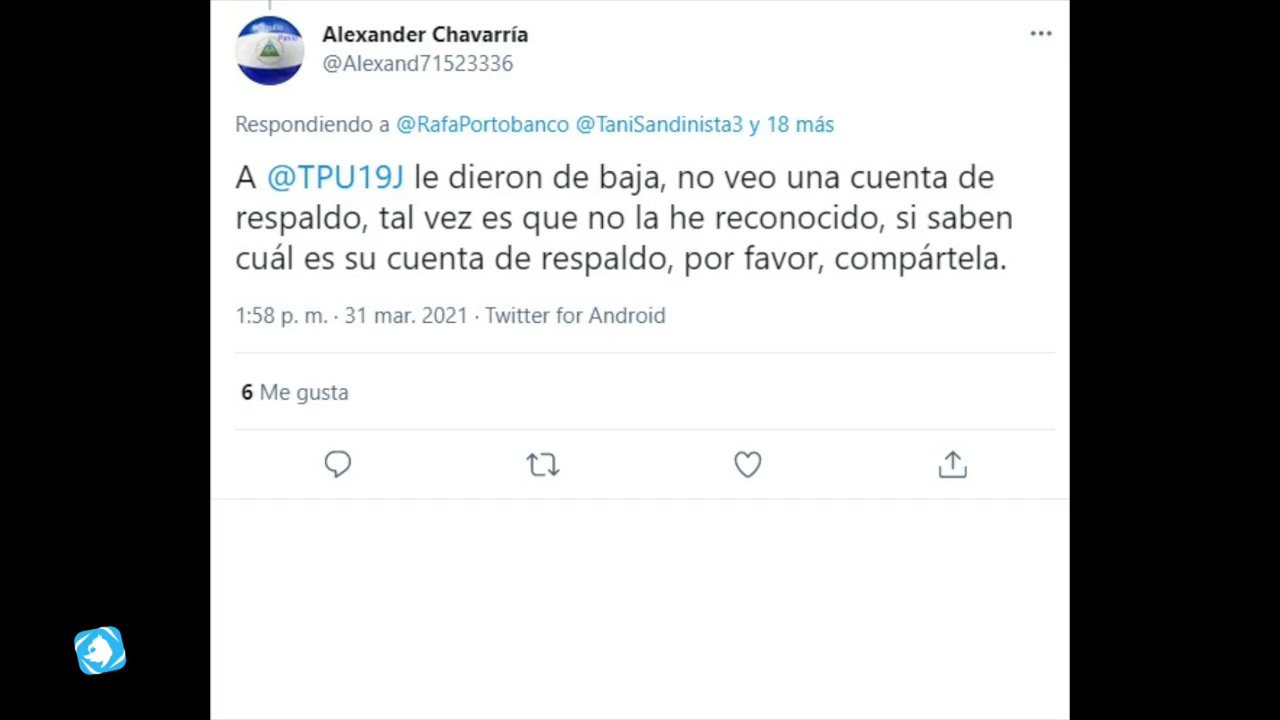 Alexander Chavarría
@Alexand71523336
Respondiendo a @RafaPortobanco @TaniSandinista3 y 18 más
A @TPU19J le dieron de baja, no veo una cuenta de
respaldo, tal vez es que no la he reconocido, si saben
cuál es su cuenta de respaldo, por favor, compártela.
1:58 p. m. · 31 mar. 2021 · Twitter for Android
6 Me gusta